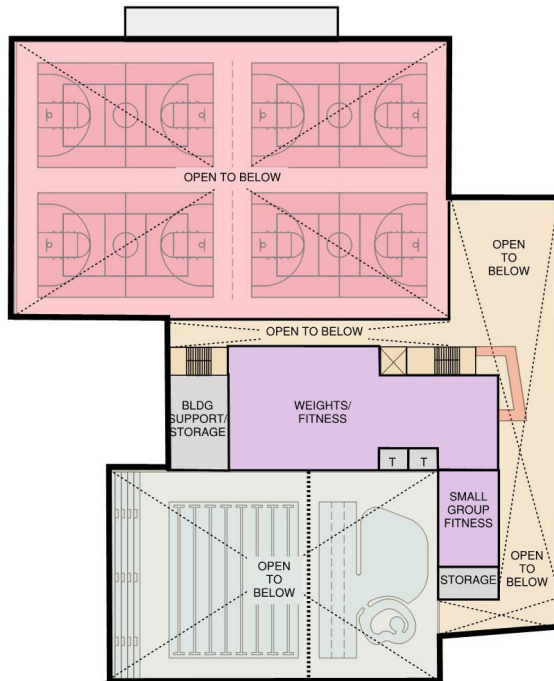 OPEN TO BELOW
OPEN
TO
BELOW
OPEN TO BELOW
BLDG
SUPPORT/
STORAGE
WEIGHTS/
FITNESS
T
T
SMALL
GROUP
FITNESS
OPEN
TO
BELOW
OPEN
TO
BELOW
STORAGE